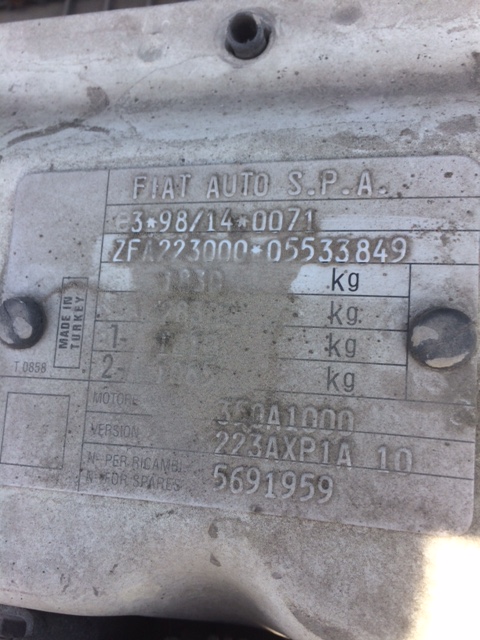 FIAT AUTO S.P.A.
e3*98/14*0071
ZFA223000*05533849
kg
kg
1- kg
2- kg
MADE IN
TURKEY
T 0858
MOTORE 350A1000
VERSION 223AXP1A 10
N° PER RICAMBI
N° FOR SPARES 5691959